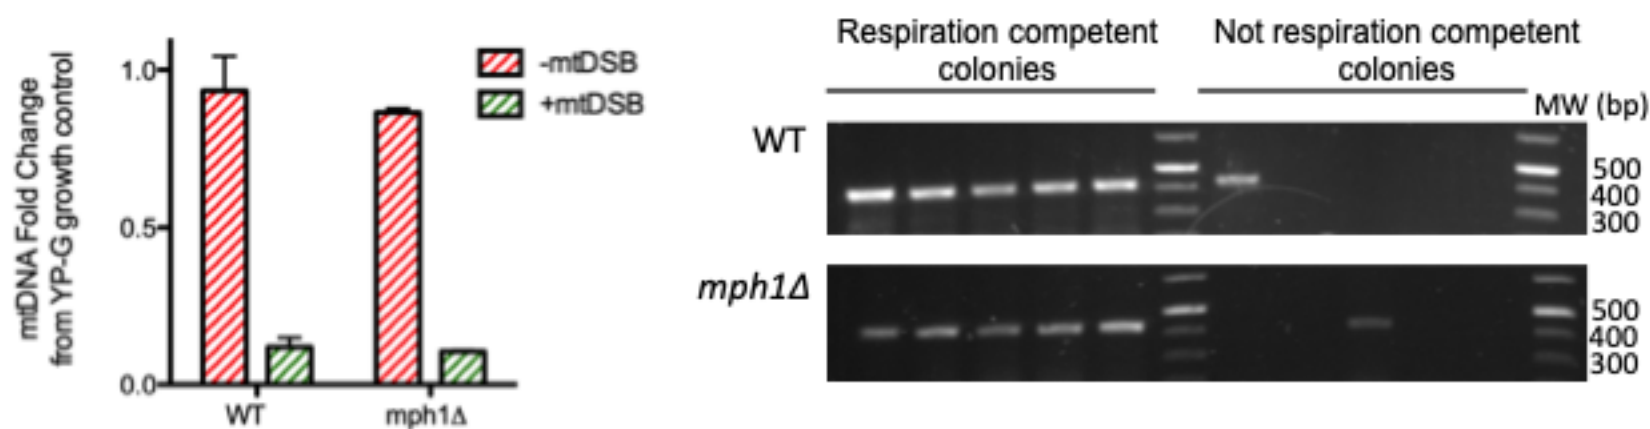 mtDNA Fold Change
from YP-G growth control
1.0
0.5
0.0
WT
mph1Δ
-mtDSB
+mtDSB
Respiration competent
colonies
Not respiration competent
colonies
MW (bp)
WT
500
400
300
mph1Δ
500
400
300